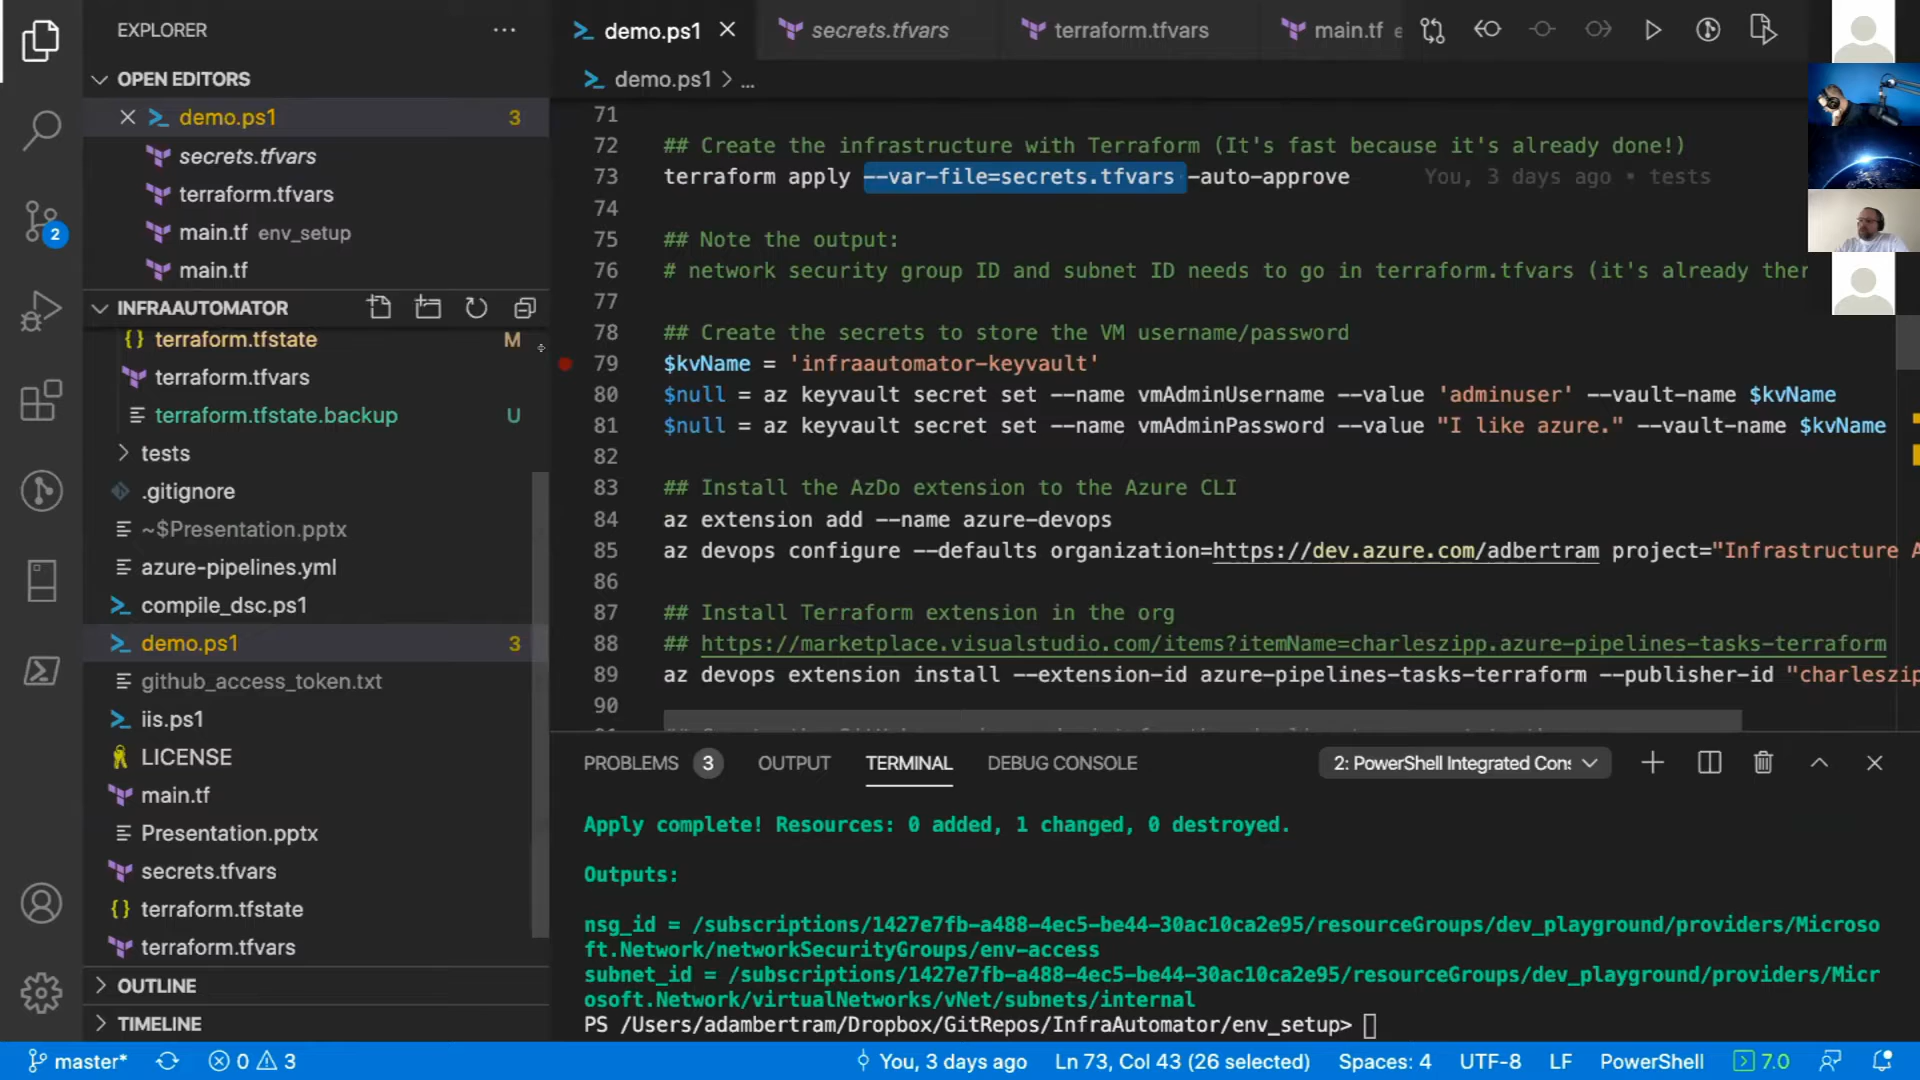 EXPLORER
OPEN EDITORS
demo.ps1 3
secrets.tfvars
terraform.tfvars
main.tf env_setup
main.tf
INFRAAUTOMATOR
terraform.tfstate M
terraform.tfvars
terraform.tfstate.backup U
tests
.gitignore
~$Presentation.pptx
azure-pipelines.yml
compile_dsc.ps1
demo.ps1 3
github_access_token.txt
iis.ps1
LICENSE
main.tf
Presentation.pptx
secrets.tfvars
terraform.tfstate
terraform.tfvars
OUTLINE
TIMELINE
2
demo.ps1 secrets.tfvars terraform.tfvars main.tf e
demo.ps1 > ...
71
72 ## Create the infrastructure with Terraform (It's fast because it's already done!)
73 terraform apply --var-file=secrets.tfvars -auto-approve You, 3 days ago • tests
74
75 ## Note the output:
76 # network security group ID and subnet ID needs to go in terraform.tfvars (it's already ther
77
78 ## Create the secrets to store the VM username/password
79 $kvName = 'infraautomator-keyvault'
80 $null = az keyvault secret set --name vmAdminUsername --value 'adminuser' --vault-name $kvName
81 $null = az keyvault secret set --name vmAdminPassword --value "I like azure." --vault-name $kvName
82
83 ## Install the AzDo extension to the Azure CLI
84 az extension add --name azure-devops
85 az devops configure --defaults organization=https://dev.azure.com/adbertram project="Infrastructure A
86
87 ## Install Terraform extension in the org
88 ## https://marketplace.visualstudio.com/items?itemName=charleszipp.azure-pipelines-tasks-terraform
89 az devops extension install --extension-id azure-pipelines-tasks-terraform --publisher-id "charleszip
90
PROBLEMS 3 OUTPUT TERMINAL DEBUG CONSOLE 2: PowerShell Integrated Cons
Apply complete! Resources: 0 added, 1 changed, 0 destroyed.
Outputs:
nsg_id = /subscriptions/1427e7fb-a488-4ec5-be44-30ac10ca2e95/resourceGroups/dev_playground/providers/Microso
ft.Network/networkSecurityGroups/env-access
subnet_id = /subscriptions/1427e7fb-a488-4ec5-be44-30ac10ca2e95/resourceGroups/dev_playground/providers/Micr
osoft.Network/virtualNetworks/vNet/subnets/internal
PS /Users/adambertram/Dropbox/GitRepos/InfraAutomator/env_setup>
master* 0 3 You, 3 days ago Ln 73, Col 43 (26 selected) Spaces: 4 UTF-8 LF PowerShell 7.0